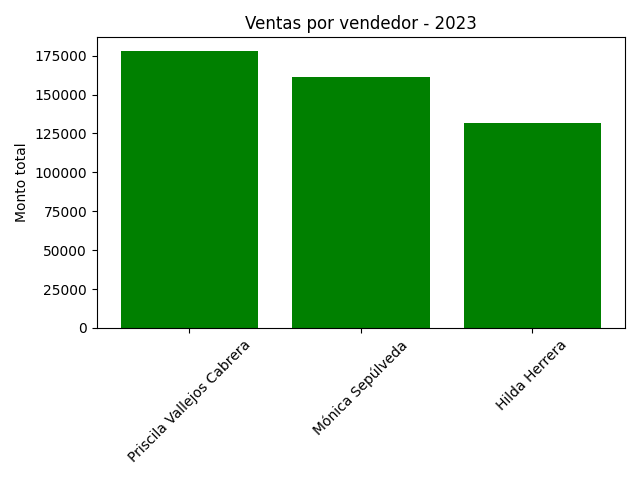 Ventas por vendedor - 2023
Monto total
175000
150000
125000
100000
75000
50000
25000
0
Priscila Vallejos Cabrera
Mónica Sepúlveda
Hilda Herrera